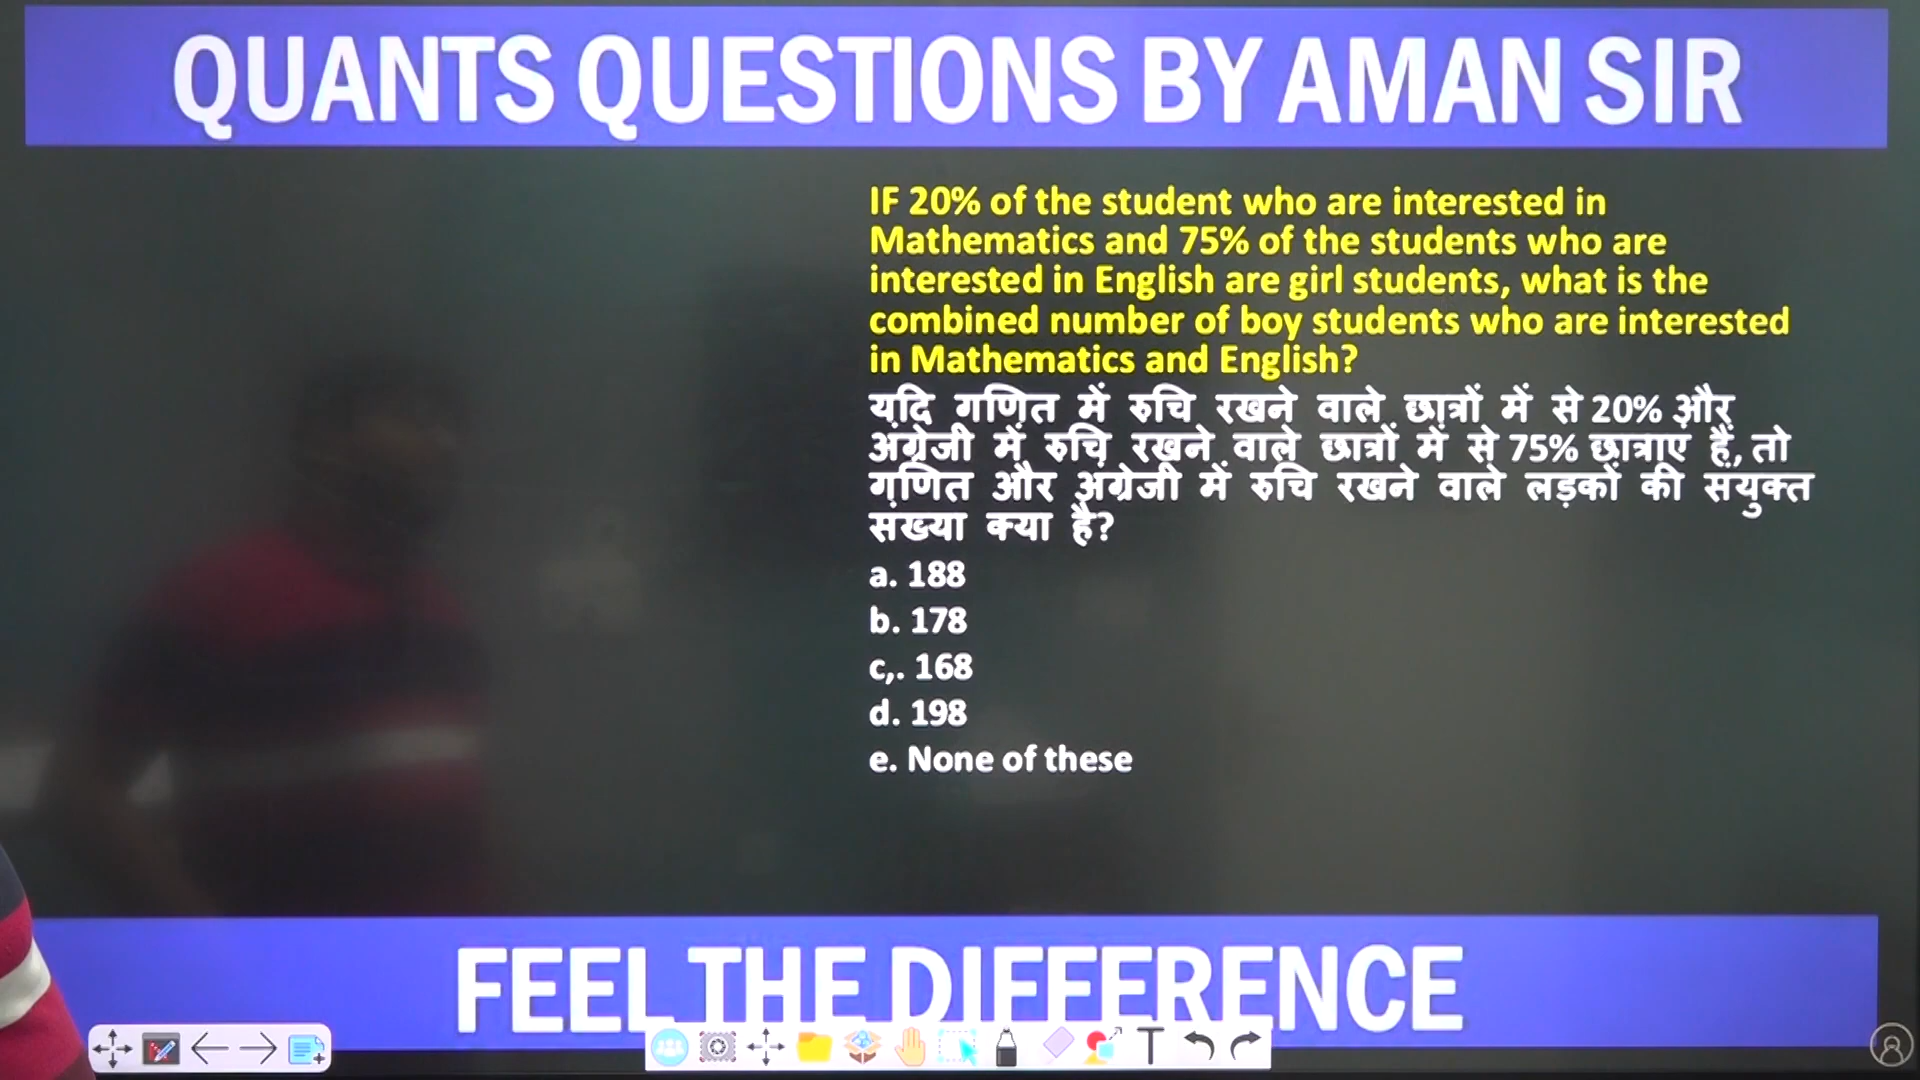 QUANTS QUESTIONS BY AMAN SIR
IF 20% of the student who are interested in
Mathematics and 75% of the students who are
interested in English are girl students, what is the
combined number of boy students who are interested
in Mathematics and English?
यदि गणित में रुचि रखने वाले छात्रों में से 20% और
अंग्रेजी में रुचि रखने वाले छात्रों में से 75% छात्राएं हैं, तो
गणित और अंग्रेजी में रुचि रखने वाले लड़कों की सयुक्त
संख्या क्या है?
a. 188
b. 178
c,. 168
d. 198
e. None of these
FEEL THE DIFFERENCE